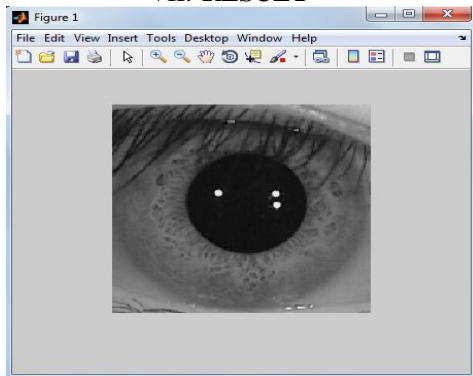 VII. RESULT
Figure 1
File Edit View Insert Tools Desktop Window Help